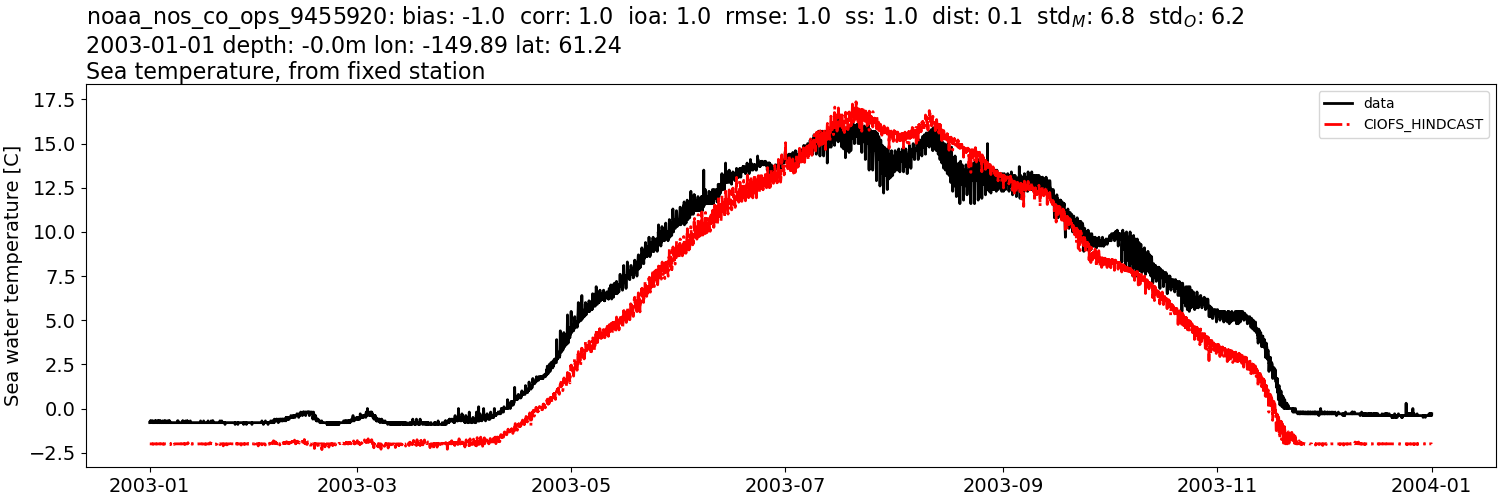 noaa_nos_co_ops_9455920: bias: -1.0 corr: 1.0 ioa: 1.0 rmse: 1.0 ss: 1.0 dist: 0.1 std_M: 6.8 std_O: 6.2
2003-01-01 depth: -0.0m lon: -149.89 lat: 61.24
Sea temperature, from fixed station
Sea water temperature [C]
17.5
15.0
12.5
10.0
7.5
5.0
2.5
0.0
−2.5
data
CIOFS_HINDCAST
2003-01
2003-03
2003-05
2003-07
2003-09
2003-11
2004-01